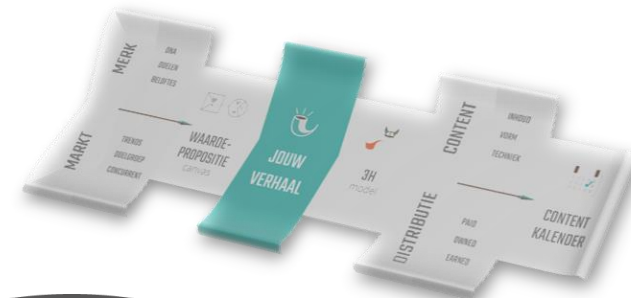 MERK
DNA
DOELEN
BELOFTES
MARKT
TRENDS
DOELGROEP
CONCURRENT
WAARDE-
PROPOSITIE
canvas
JOUW
VERHAAL
3H
model
CONTENT
INHOUD
VORM
TECHNIEK
DISTRIBUTIE
PAID
OWNED
EARNED
CONTENT
KALENDER